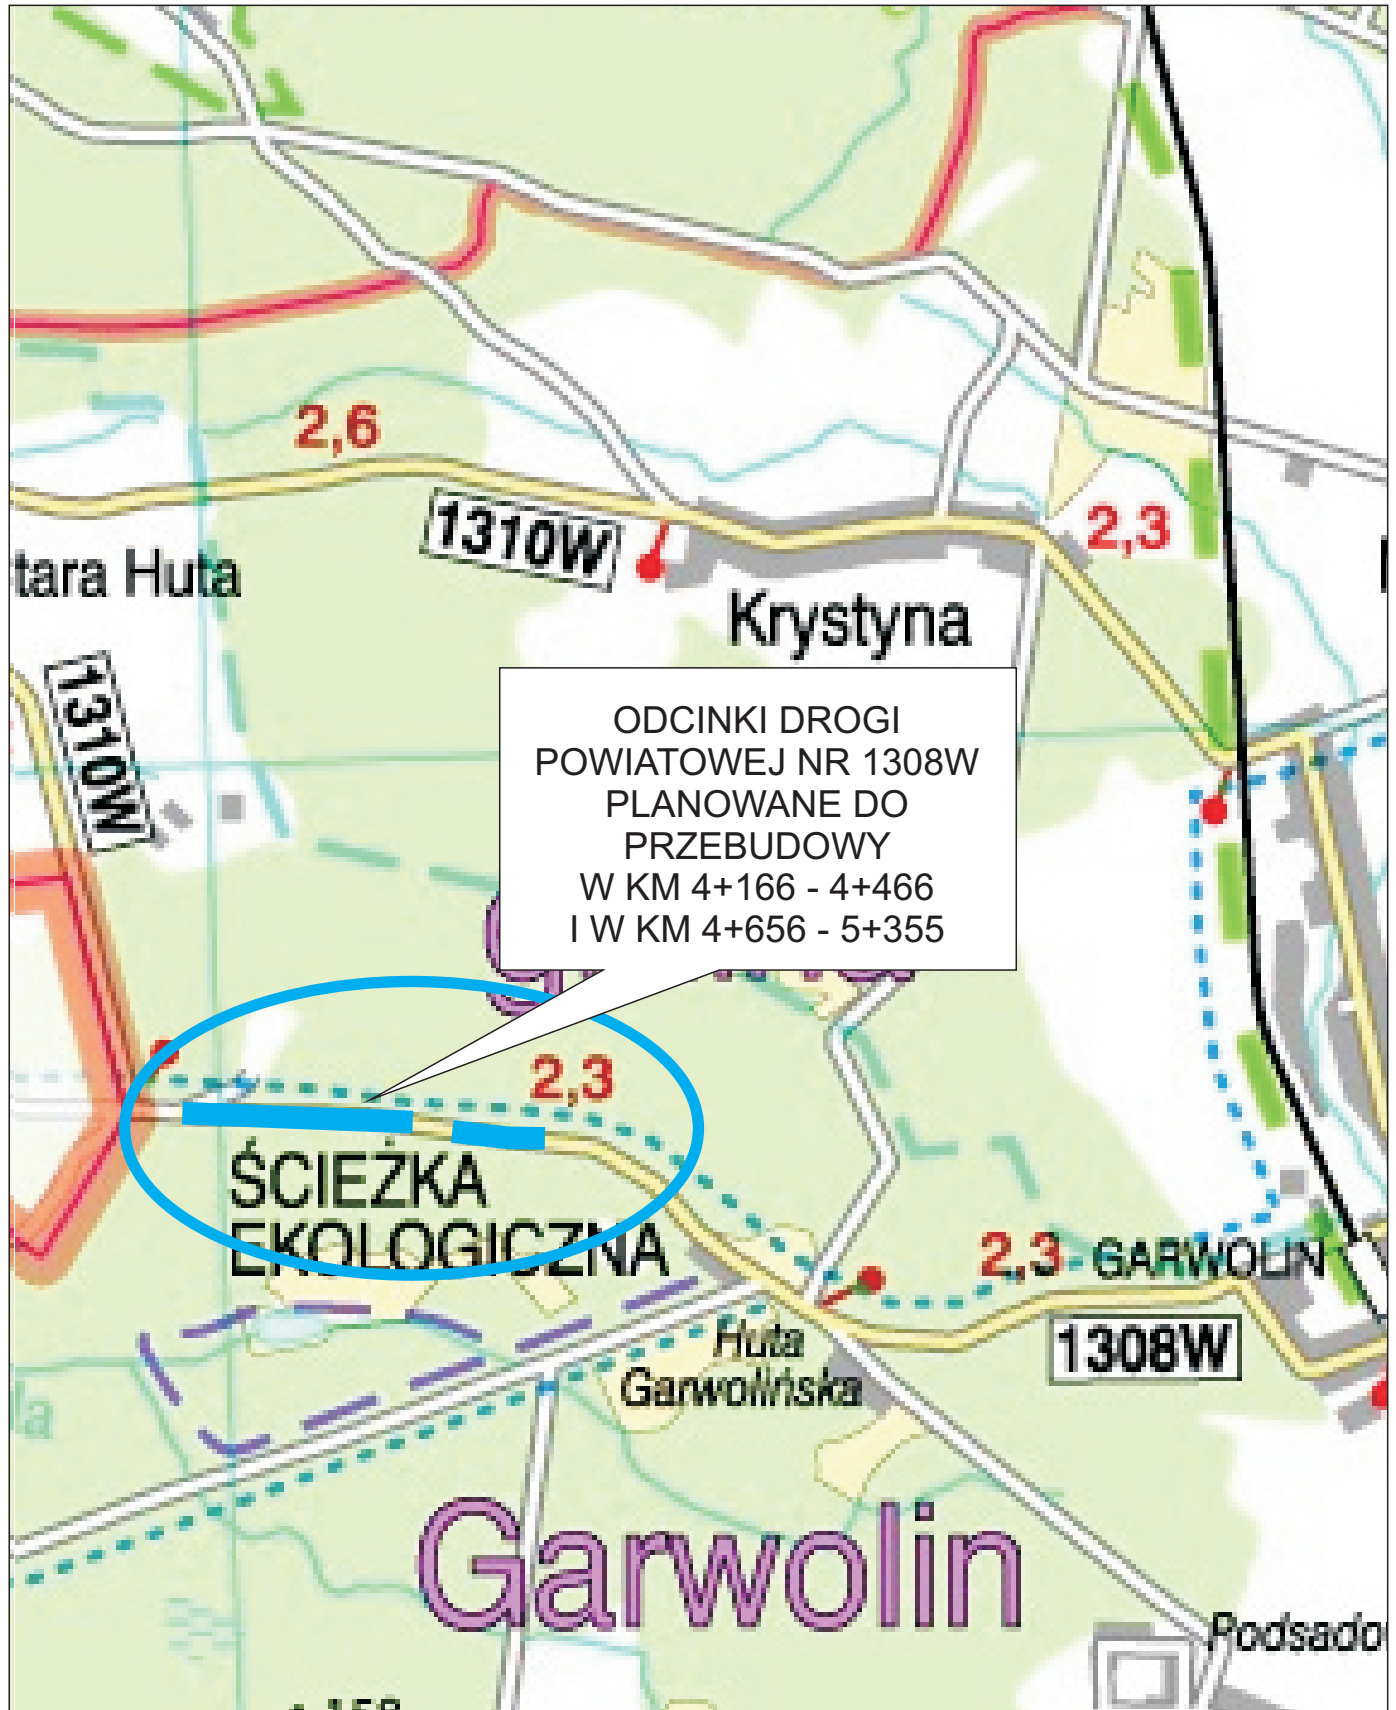 2,6
1310W
2,3
tara Huta
Krystyna
1310W
ODCINKI DROGI
POWIATOWEJ NR 1308W
PLANOWANE DO
PRZEBUDOWY
W KM 4+166 - 4+466
I W KM 4+656 - 5+355
2,3
ŚCIEŻKA
EKOLOGICZNA
2,3
GARWOLIN
Huta
Garwolińska
1308W
la
Garwolin
Podsado